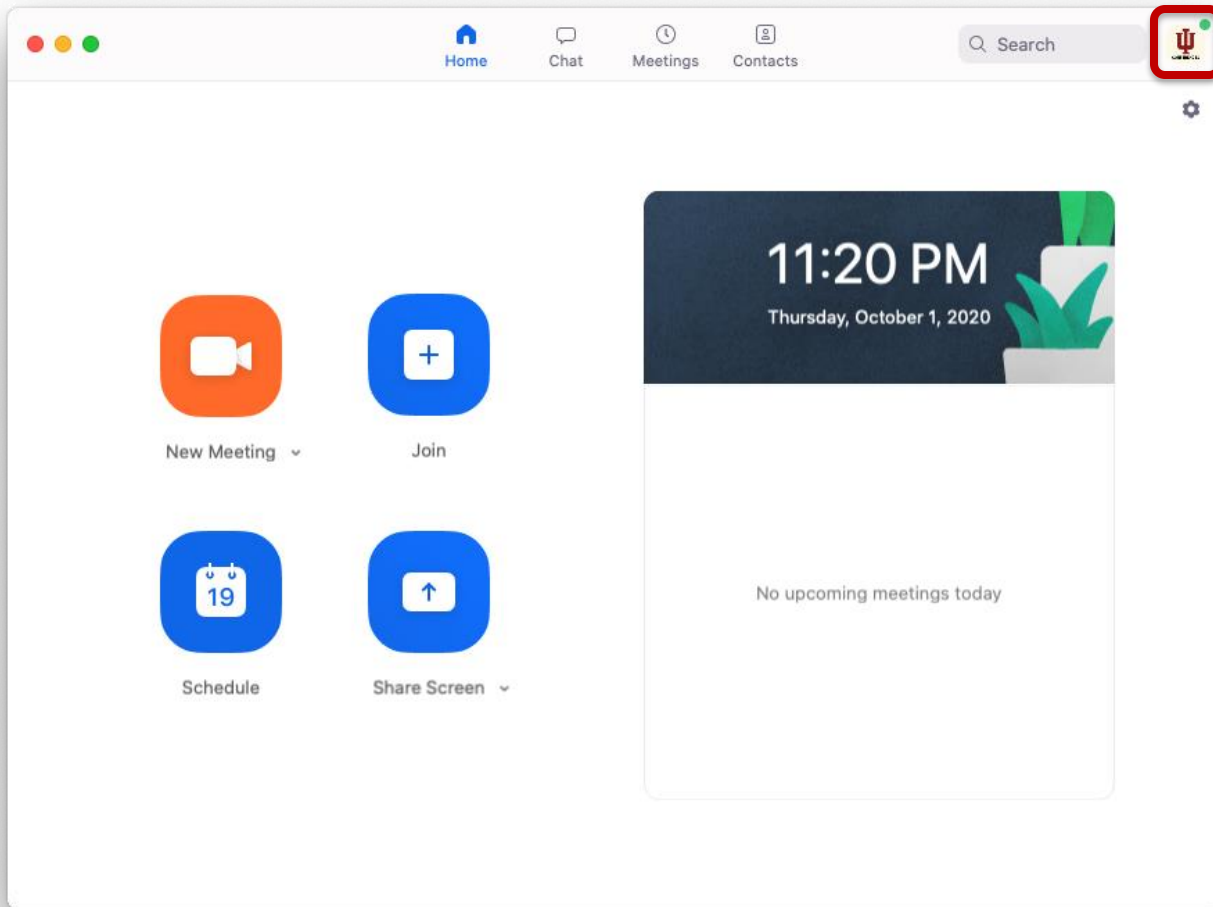 Home
Chat
Meetings
Contacts
Search
11:20 PM
Thursday, October 1, 2020
New Meeting
Join
19
Schedule
Share Screen
No upcoming meetings today